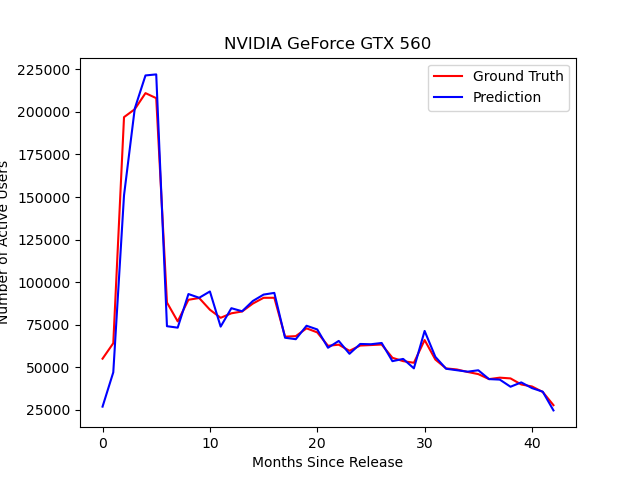 NVIDIA GeForce GTX 560
Ground Truth
Prediction
225000
200000
175000
150000
125000
100000
75000
50000
25000
Number of Active Users
0 10 20 30 40
Months Since Release